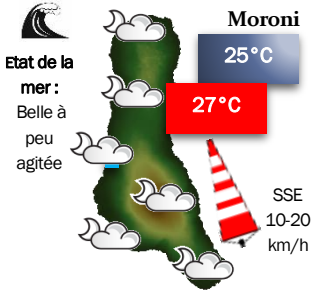 Moroni
25°C
27°C
Etat de la
mer :
Belle à
peu
agitée
SSE
10-20
km/h